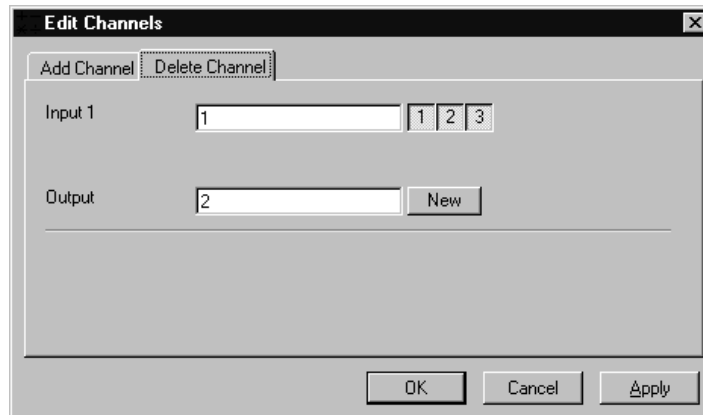 Edit Channels
Add Channel Delete Channel
Input 1 1 1 2 3
Output 2 New
OK Cancel Apply